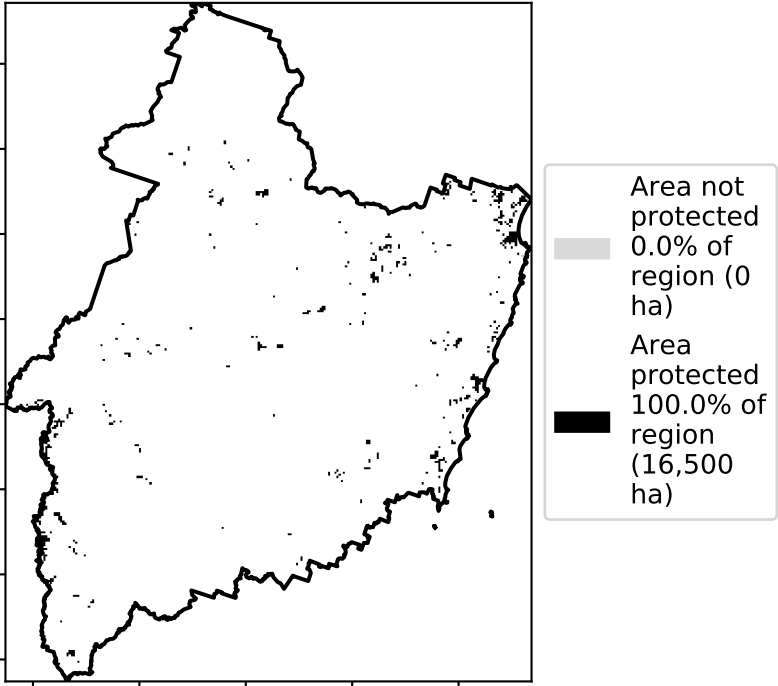 Area not
protected
0.0% of
region (0
ha)
Area
protected
100.0% of
region
(16,500
ha)